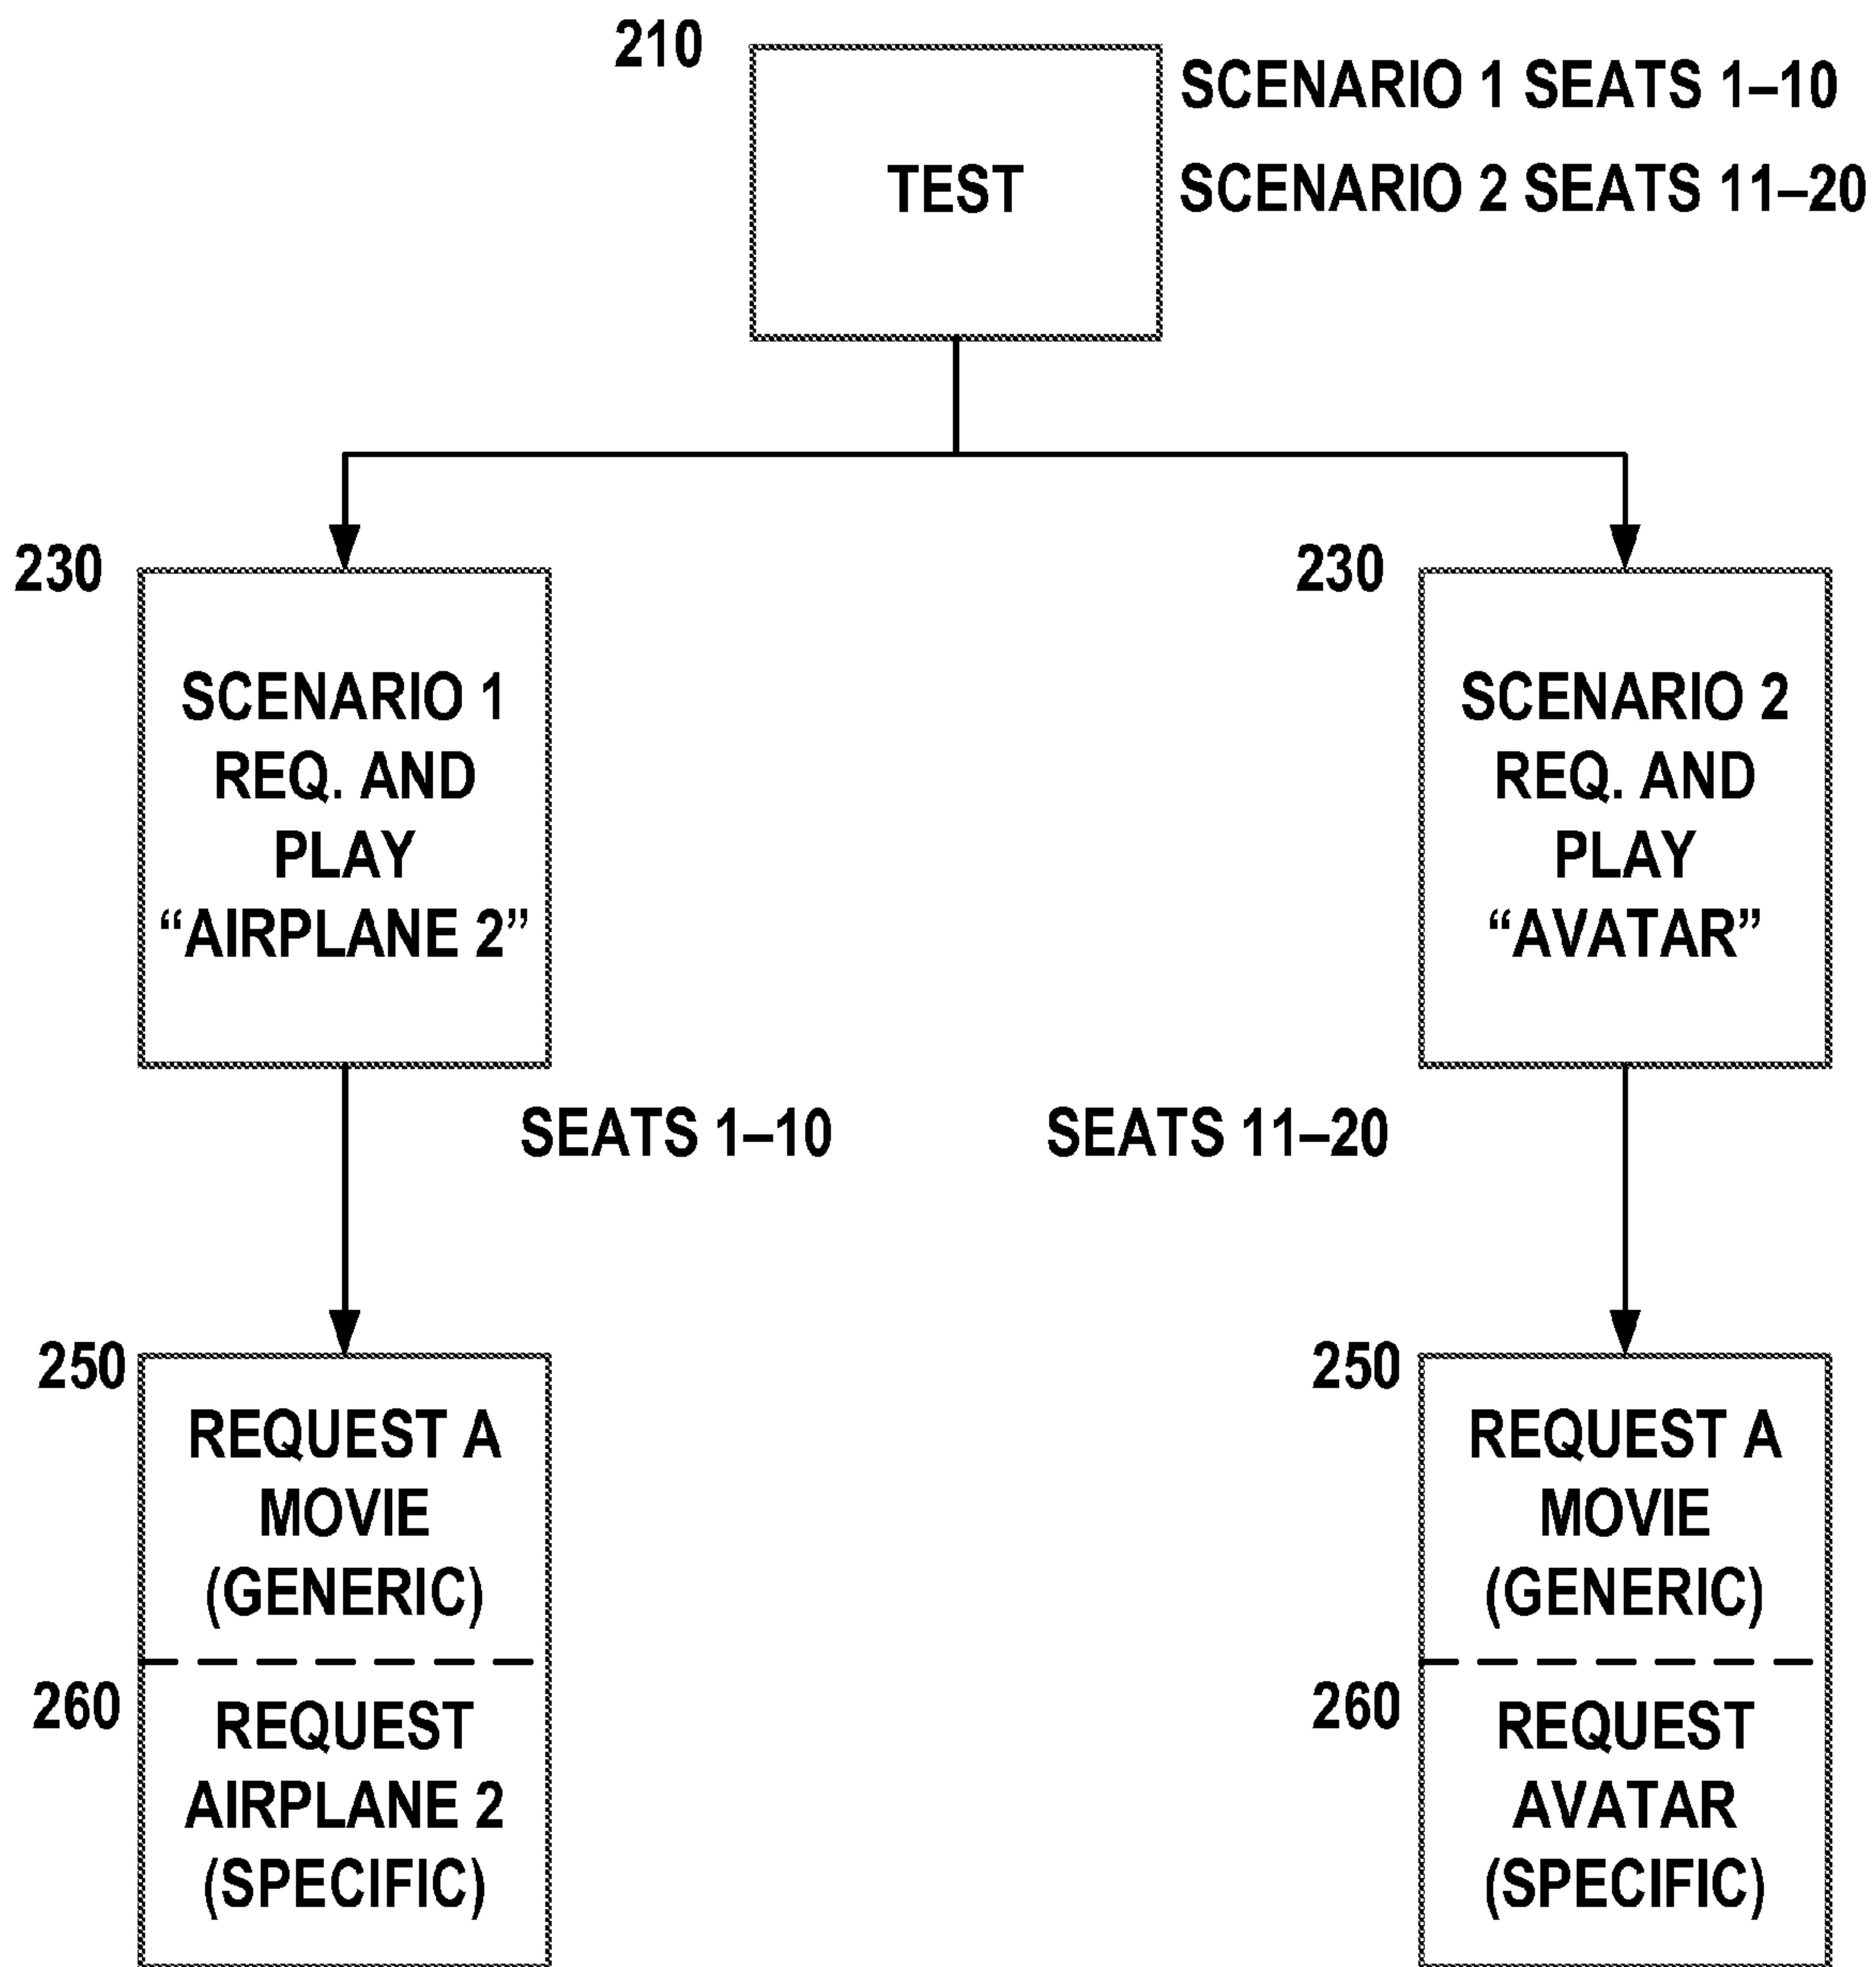 210
SCENARIO 1 SEATS 1–10
TEST
SCENARIO 2 SEATS 11–20
230
SCENARIO 1
REQ. AND
PLAY
“AIRPLANE 2”
230
SCENARIO 2
REQ. AND
PLAY
“AVATAR”
SEATS 1–10
SEATS 11–20
250
REQUEST A
MOVIE
(GENERIC)
260
REQUEST
AIRPLANE 2
(SPECIFIC)
250
REQUEST A
MOVIE
(GENERIC)
260
REQUEST
AVATAR
(SPECIFIC)